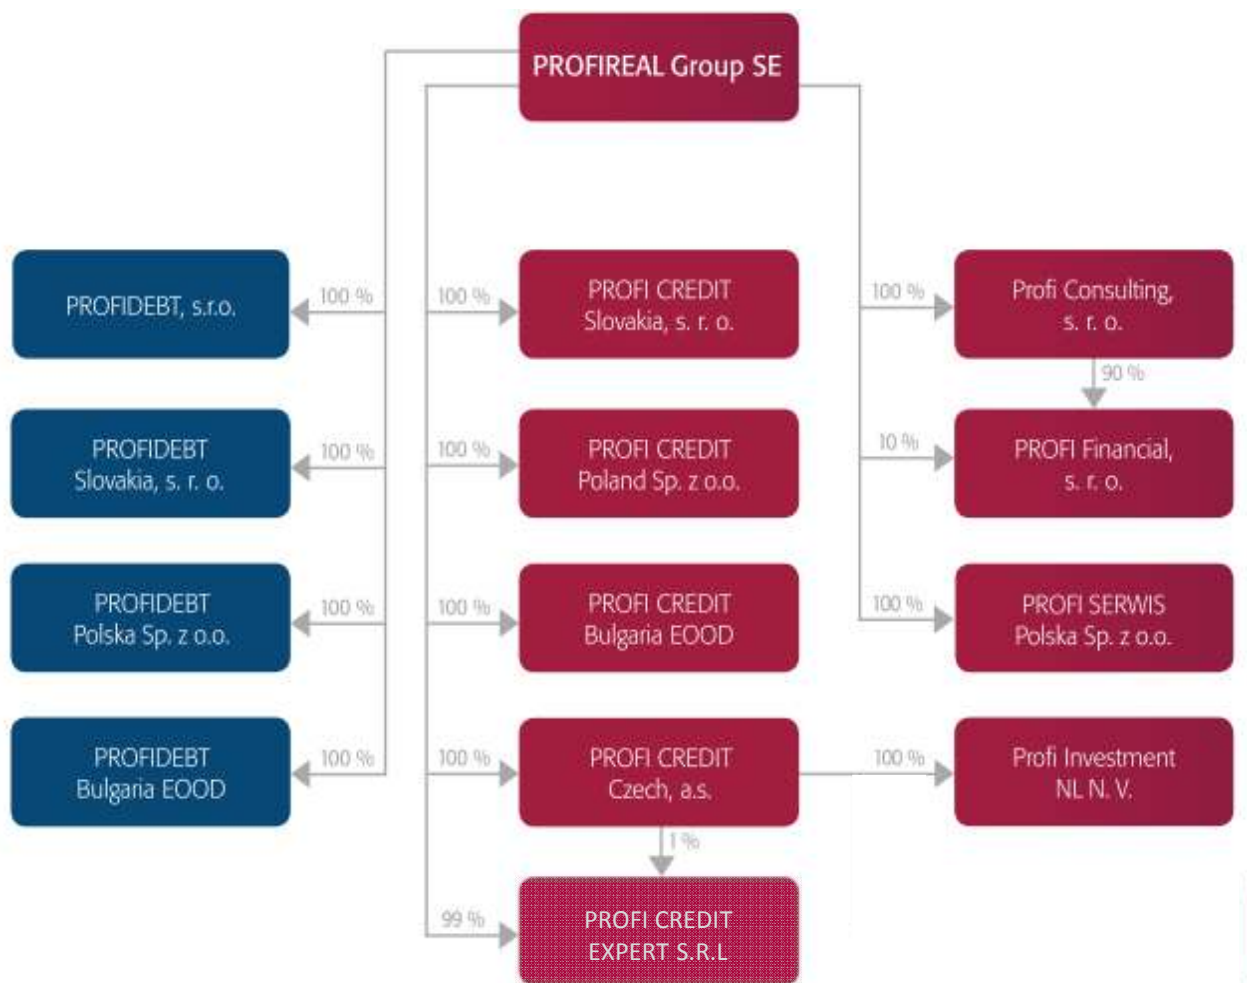 PROFIREAL Group SE
PROFIDEBT, s.r.o.
100 %
100 %
PROFI CREDIT
Slovakia, s. r. o.
100 %
Profi Consulting,
s. r. o.
90 %
PROFIDEBT
Slovakia, s. r. o.
100 %
100 %
PROFI CREDIT
Poland Sp. z o.o.
10 %
PROFI Financial,
s. r. o.
PROFIDEBT
Polska Sp. z o.o.
100 %
100 %
PROFI CREDIT
Bulgaria EOOD
100 %
PROFI SERWIS
Polska Sp. z o.o.
PROFIDEBT
Bulgaria EOOD
100 %
100 %
PROFI CREDIT
Czech, a.s.
100 %
Profi Investment
NL N. V.
1 %
99 %
PROFI CREDIT
EXPERT S.R.L